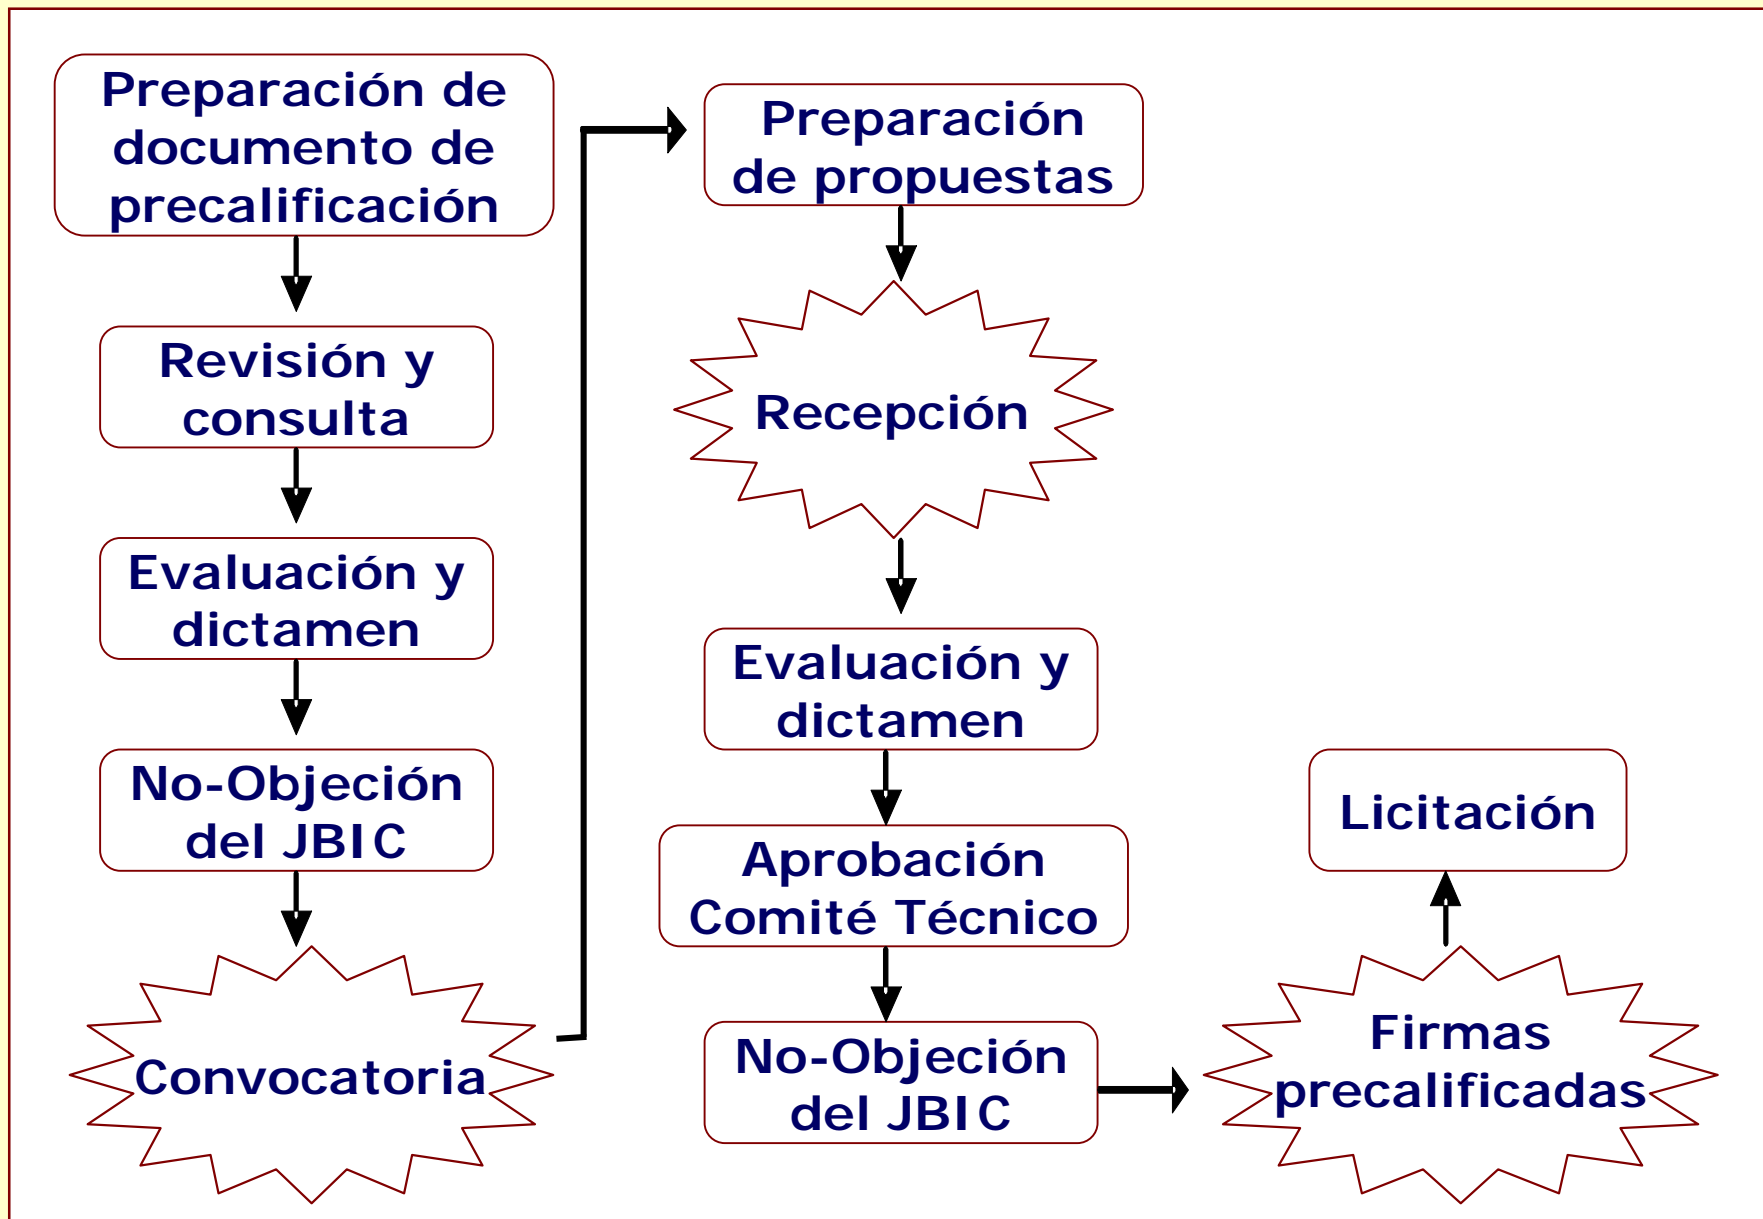 Preparación de
documento de
precalificación
Revisión y
consulta
Evaluación y
dictamen
No-Objeción
del JBIC
Convocatoria
Preparación
de propuestas
Recepción
Evaluación y
dictamen
Aprobación
Comité Técnico
No-Objeción
del JBIC
Firmas
precalificadas
Licitación